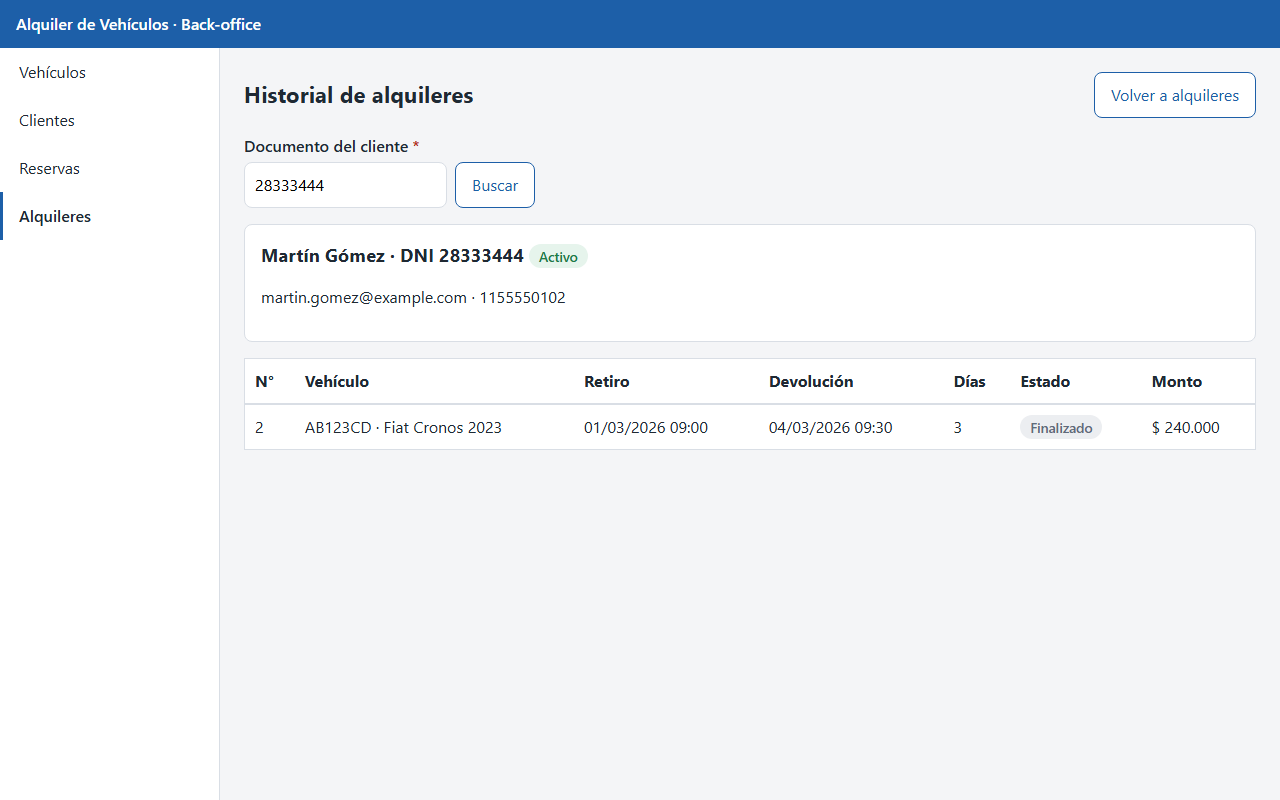 Alquiler de Vehículos · Back-office
Vehículos
Clientes
Reservas
Alquileres
Historial de alquileres
Volver a alquileres
Documento del cliente *
28333444
Buscar
Martín Gómez · DNI 28333444 Activo
martin.gomez@example.com · 1155550102
N° Vehículo Retiro Devolución Días Estado Monto
2 AB123CD · Fiat Cronos 2023 01/03/2026 09:00 04/03/2026 09:30 3 Finalizado $ 240.000